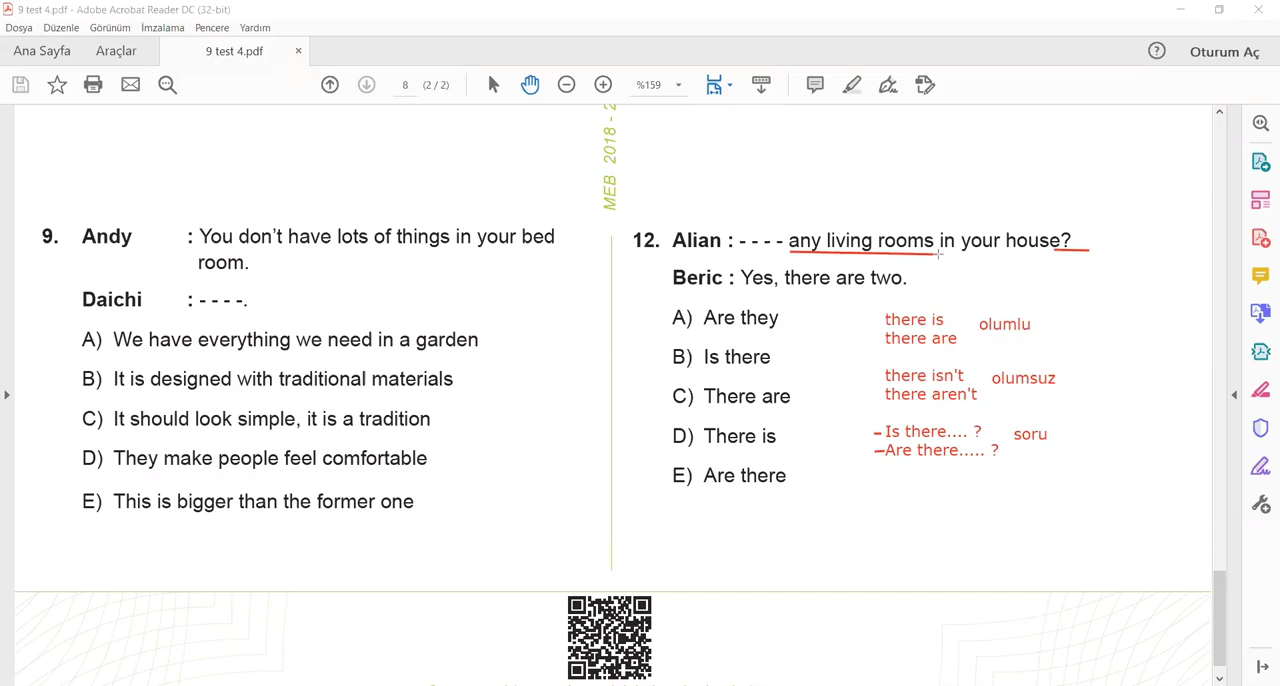 9 test 4.pdf - Adobe Acrobat Reader DC (32-bit)
Dosya Düzenle Görünüm İmzalama Pencere Yardım
Ana Sayfa Araçlar 9 test 4.pdf × ? Oturum Aç
8 (2 / 2) %159
MEB 2018 - 2
9. Andy : You don't have lots of things in your bed
room.
Daichi : - - - -.
A) We have everything we need in a garden
B) It is designed with traditional materials
C) It should look simple, it is a tradition
D) They make people feel comfortable
E) This is bigger than the former one
12. Alian : - - - - any living rooms in your house?
Beric : Yes, there are two.
A) Are they
B) Is there
C) There are
D) There is
E) Are there
there is
there are
olumlu
there isn't
there aren't
olumsuz
- Is there.... ?
- Are there..... ?
soru